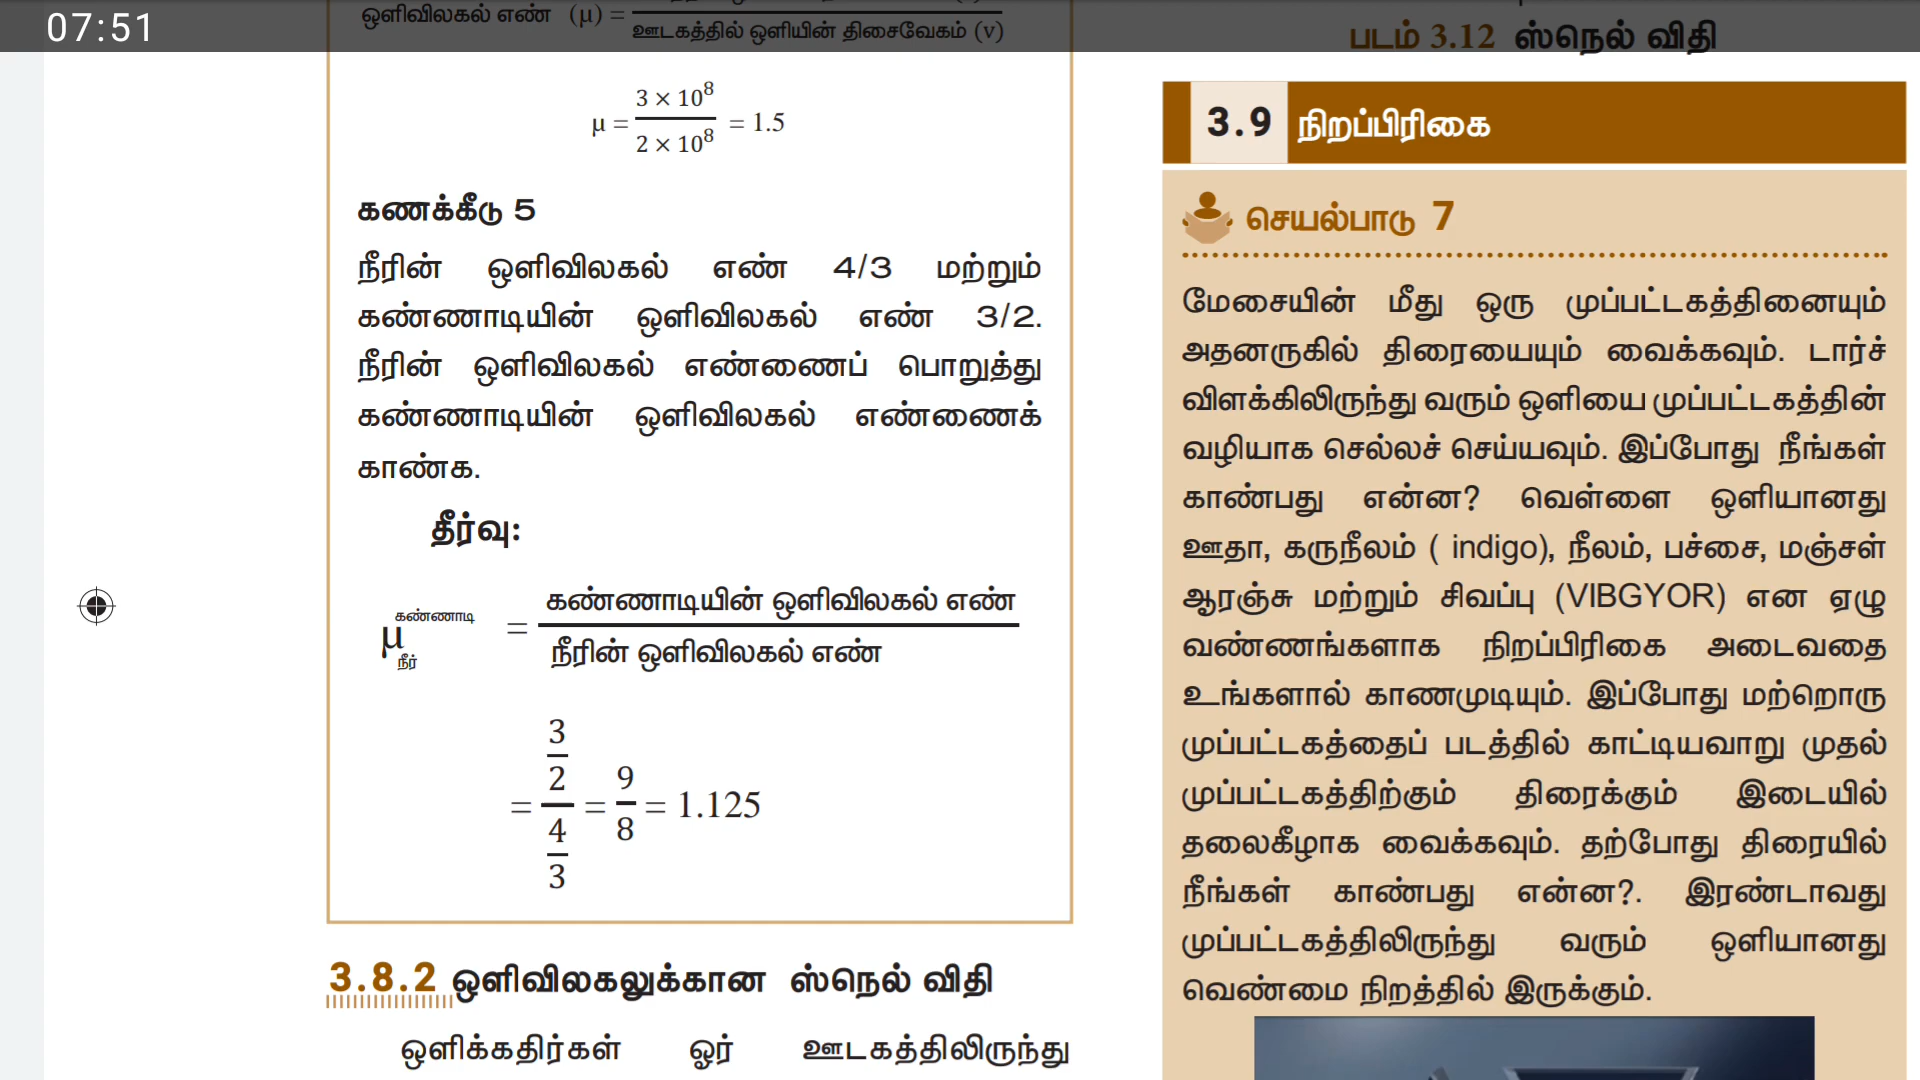 07:51
ஒளிவிலகல் எண் (μ) =
ஊடகத்தில் ஒளியின் திசைவேகம் (v)
μ = 3 × 10⁸ / 2 × 10⁸ = 1.5
கணக்கீடு 5
நீரின் ஒளிவிலகல் எண் 4/3 மற்றும்
கண்ணாடியின் ஒளிவிலகல் எண் 3/2.
நீரின் ஒளிவிலகல் எண்ணைப் பொறுத்து
கண்ணாடியின் ஒளிவிலகல் எண்ணைக்
காண்க.
தீர்வு:
கண்ணாடியின் ஒளிவிலகல் எண்
μ கண்ணாடி நீர் =
நீரின் ஒளிவிலகல் எண்
= 3/2 / 4/3 = 9/8 = 1.125
3.8.2 ஒளிவிலகலுக்கான ஸ்நெல் விதி
ஒளிக்கதிர்கள் ஓர் ஊடகத்திலிருந்து
படம் 3.12 ஸ்நெல் விதி
3.9 நிறப்பிரிகை
செயல்பாடு 7
மேசையின் மீது ஒரு முப்பட்டகத்தினையும்
அதனருகில் திரையையும் வைக்கவும். டார்ச்
விளக்கிலிருந்து வரும் ஒளியை முப்பட்டகத்தின்
வழியாக செல்லச் செய்யவும். இப்போது நீங்கள்
காண்பது என்ன? வெள்ளை ஒளியானது
ஊதா, கருநீலம் ( indigo), நீலம், பச்சை, மஞ்சள்
ஆரஞ்சு மற்றும் சிவப்பு (VIBGYOR) என ஏழு
வண்ணங்களாக நிறப்பிரிகை அடைவதை
உங்களால் காணமுடியும். இப்போது மற்றொரு
முப்பட்டகத்தைப் படத்தில் காட்டியவாறு முதல்
முப்பட்டகத்திற்கும் திரைக்கும் இடையில்
தலைகீழாக வைக்கவும். தற்போது திரையில்
நீங்கள் காண்பது என்ன?. இரண்டாவது
முப்பட்டகத்திலிருந்து வரும் ஒளியானது
வெண்மை நிறத்தில் இருக்கும்.